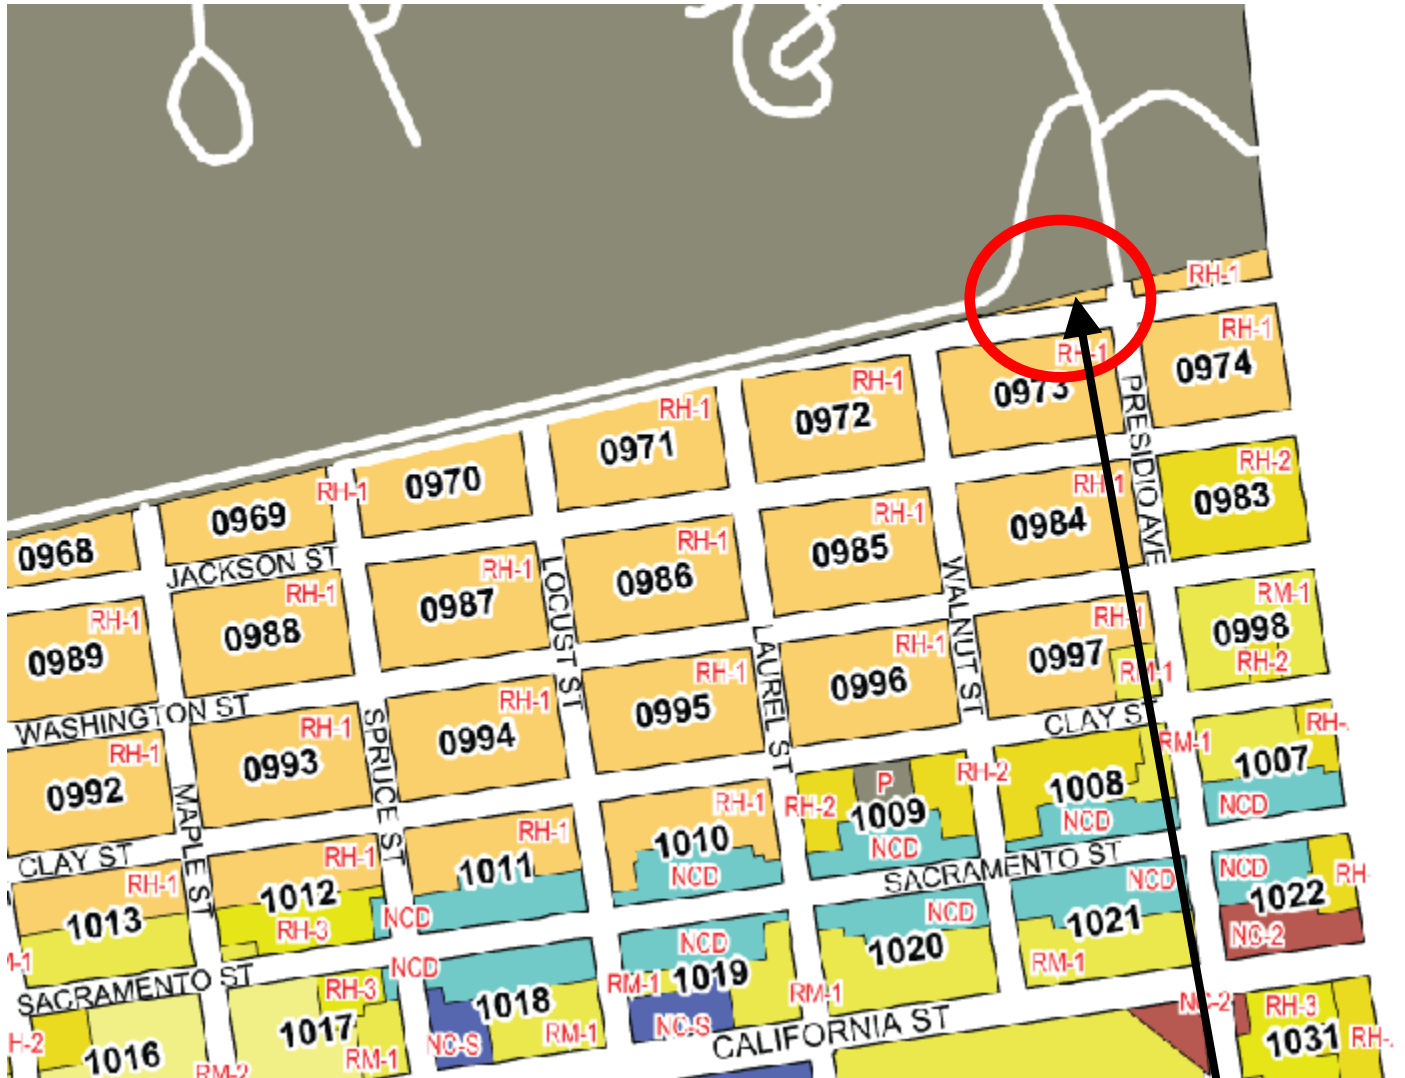 RH-1
RH-1
RH-1
0974
RH-1
0973
RH-1
0972
RH-1
0971
RH-1
0970
0969
0968
PRESIDIO AVE
RH-2
0983
RH-1
0984
RH-1
0985
RH-1
0986
RH-1
0987
JACKSON ST
RH-1
0988
RH-1
0989
LOCUST ST
WALNUT ST
RM-1
0998
RH-2
RH-1
0997
RM-1
RH-1
0996
LAUREL ST
RH-1
0995
RH-1
0994
WASHINGTON ST
SPRUCE ST
RH-1
0993
RH-1
0992
MAPLE ST
CLAY ST
RM-1
RH-
1007
NCD
RH-2
1008
NCD
P
RH-2
1009
NCD
RH-1
1010
NCD
RH-1
1011
NCD
RH-1
1012
RH-3
CLAY ST
RH-1
1013
SACRAMENTO ST
NCD
RH
1022
NC-2
NCD
1021
RM-1
NCD
1020
RM-1
NCD
RM-1
1019
NC-S
NCD
1018
NC-S
RM-1
SACRAMENTO ST
RH-3
1017
RM-1
1016
RM-2
H-2
-1
CALIFORNIA ST
NC-2
RH-3
1031
RH-